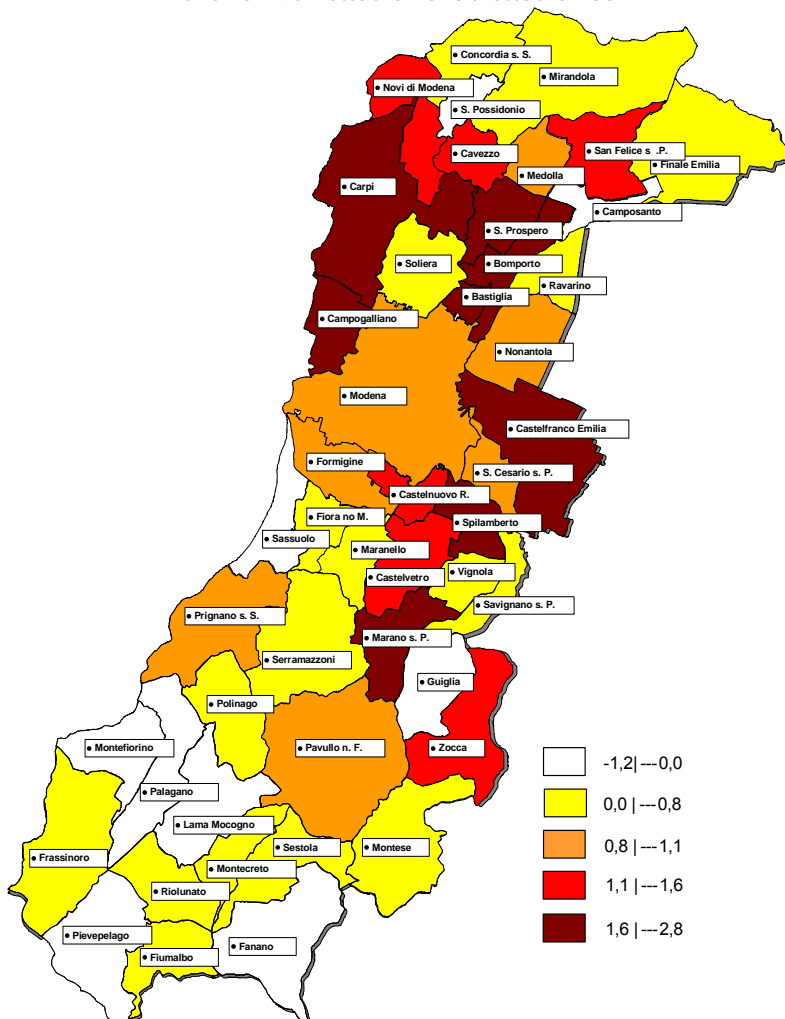 Concordia s. S.
Mirandola
Novi di Modena
S. Possidonio
San Felice s .P.
Cavezzo
Finale Emilia
Medolla
Carpi
Camposanto
S. Prospero
Soliera
Bomporto
Ravarino
Bastiglia
Campogalliano
Nonantola
Modena
Castelfranco Emilia
Formigine
S. Cesario s. P.
Castelnuovo R.
Fiora no M.
Spilamberto
Sassuolo
Maranello
Vignola
Castelvetro
Savignano s. P.
Prignano s. S.
Marano s. P.
Serramazzoni
Guiglia
Polinago
Montefiorino
Pavullo n. F.
Zocca
-1,2|---0,0
Palagano
0,0 |---0,8
Lama Mocogno
Sestola
Montese
0,8 |---1,1
Frassinoro
Montecreto
Riolunato
1,1 |---1,6
Pievepelago
1,6 |---2,8
Fanano
Fiumalbo